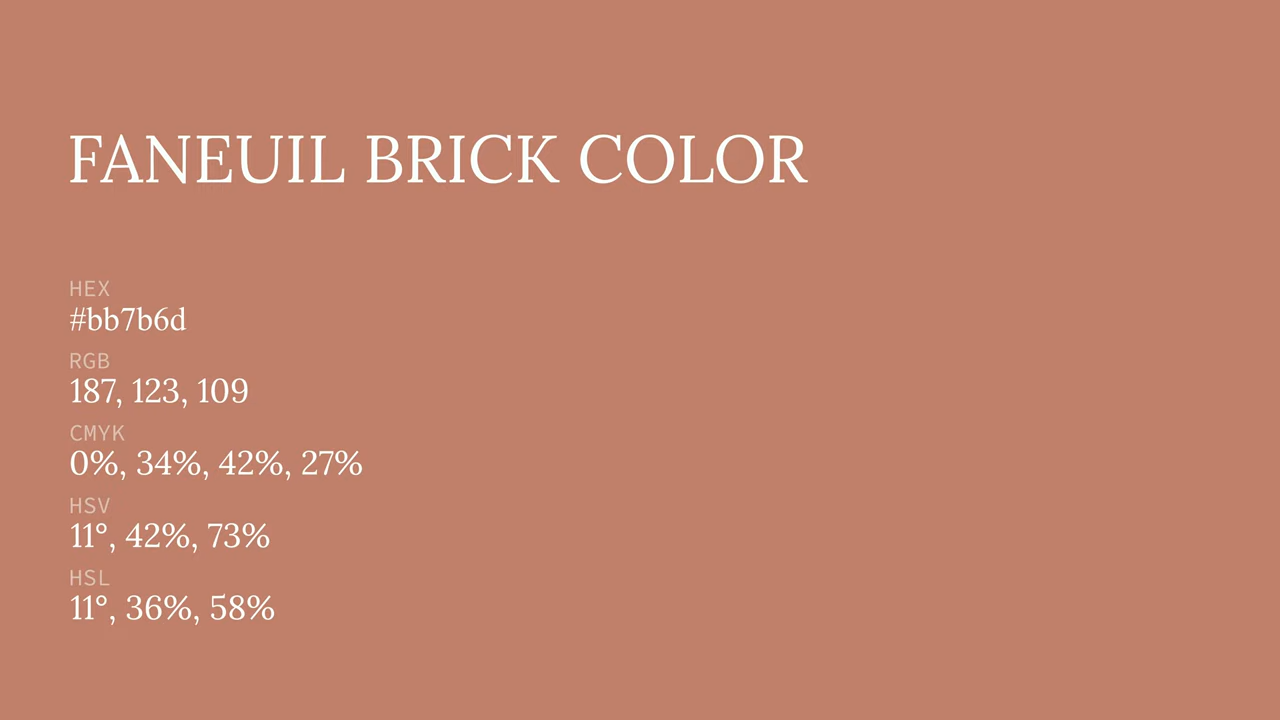 FANEUIL BRICK COLOR
HEX
#bb7b6d
RGB
187, 123, 109
CMYK
0%, 34%, 42%, 27%
HSV
11°, 42%, 73%
HSL
11°, 36%, 58%